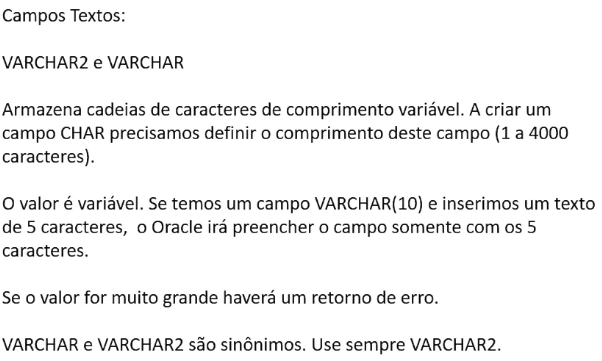 Campos Textos:
VARCHAR2 e VARCHAR
Armazena cadeias de caracteres de comprimento variável. A criar um
campo CHAR precisamos definir o comprimento deste campo (1 a 4000
caracteres).
O valor é variável. Se temos um campo VARCHAR(10) e inserimos um texto
de 5 caracteres,  o Oracle irá preencher o campo somente com os 5
caracteres.
Se o valor for muito grande haverá um retorno de erro.
VARCHAR e VARCHAR2 são sinônimos. Use sempre VARCHAR2.